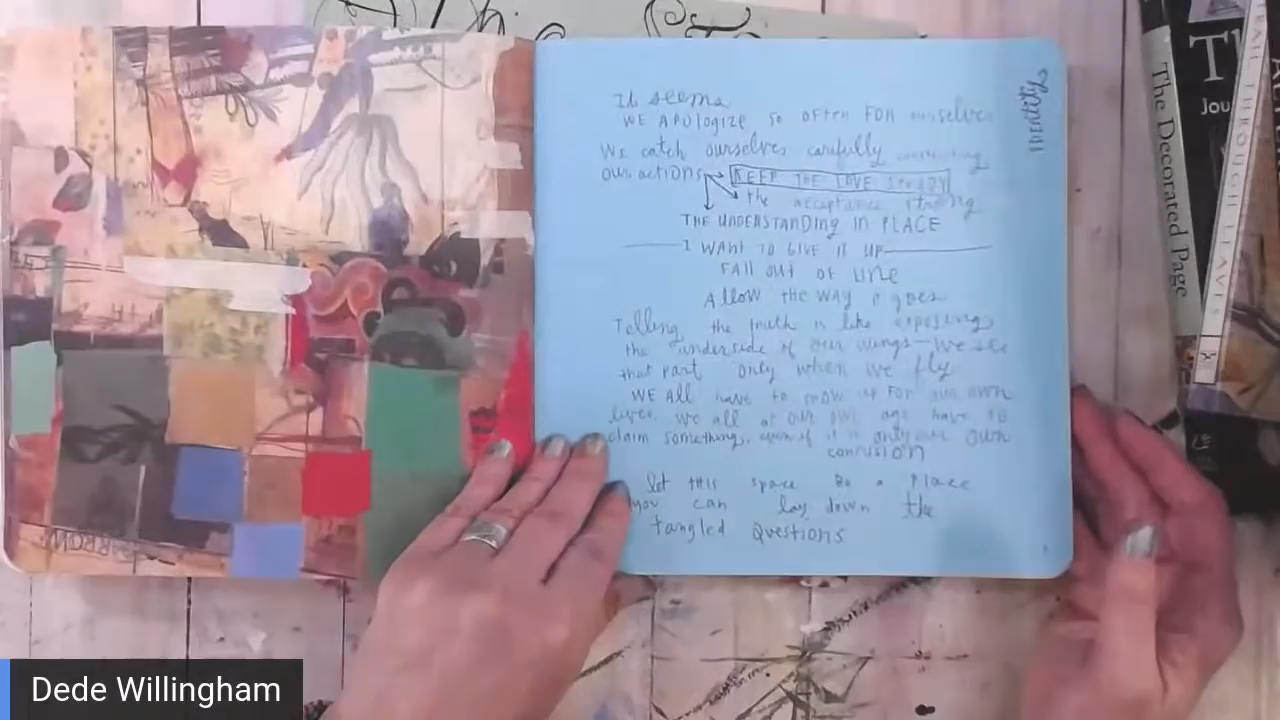 Identity
It seems
WE APOLOGIZE so often FOR ourselves
We catch ourselves carefully
our actions KEEP THE LOVE STEADY
the acceptance strong
THE UNDERSTANDING IN PLACE
I WANT TO GIVE IT UP
FALL OUT OF LINE
Allow THE WAY it goes
Telling the truth is like exposing
the underside of our wings—we see
that part only when we fly
WE All have to show up FOR our own
lives. we all at our own age have to
claim something, even if it is only our own
confusion
let this space Be a Place
you can lay down the
Tangled Questions
The Decorated Page
Dede Willingham